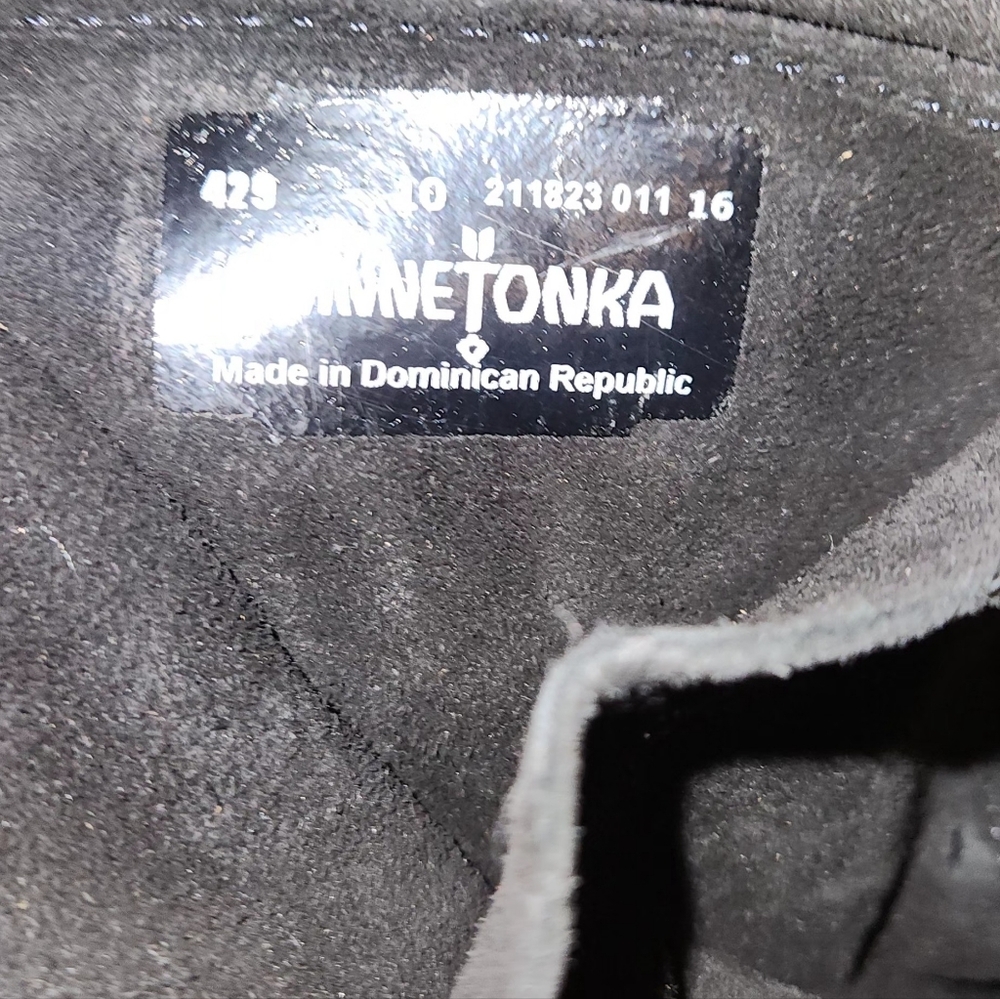 429 10 211823 011 16
MINNETONKA
Made in Dominican Republic